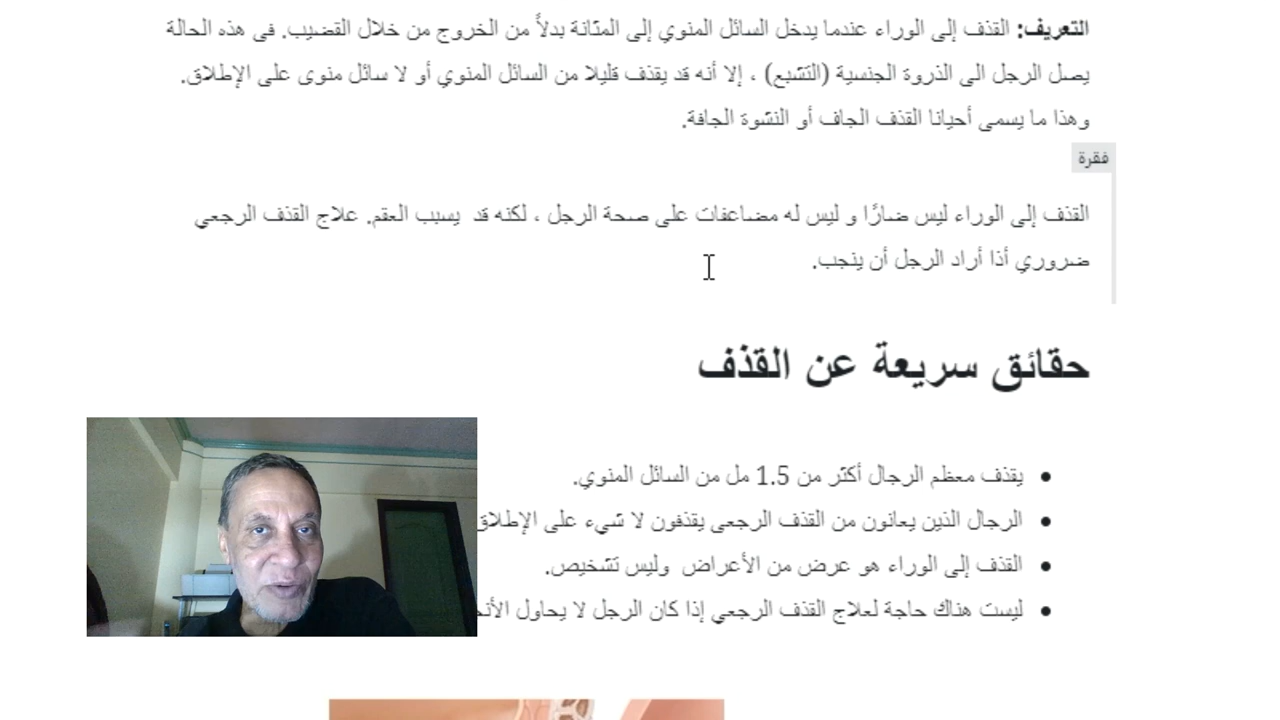 التعريف: القذف إلى الوراء عندما يدخل السائل المنوي إلى المثانة بدلاً من الخروج من خلال القضيب. فى هذه الحالة
يصل الرجل الى الذروة الجنسية (التشبع) ، إلا أنه قد يقذف قليلا من السائل المنوي أو لا سائل منوى على الإطلاق.
وهذا ما يسمى أحيانا القذف الجاف أو النشوة الجافة.
فقرة
القذف إلى الوراء ليس ضارًا و ليس له مضاعفات على صحة الرجل ، لكنه قد يسبب العقم. علاج القذف الرجعي
ضروري أذا أراد الرجل أن ينجب.
حقائق سريعة عن القذف
يقذف معظم الرجال أكثر من 1.5 مل من السائل المنوي.
الرجال الذين يعانون من القذف الرجعى يقذفون لا شيء على الإطلاق
القذف إلى الوراء هو عرض من الأعراض وليس تشخيص.
ليست هناك حاجة لعلاج القذف الرجعي إذا كان الرجل لا يحاول